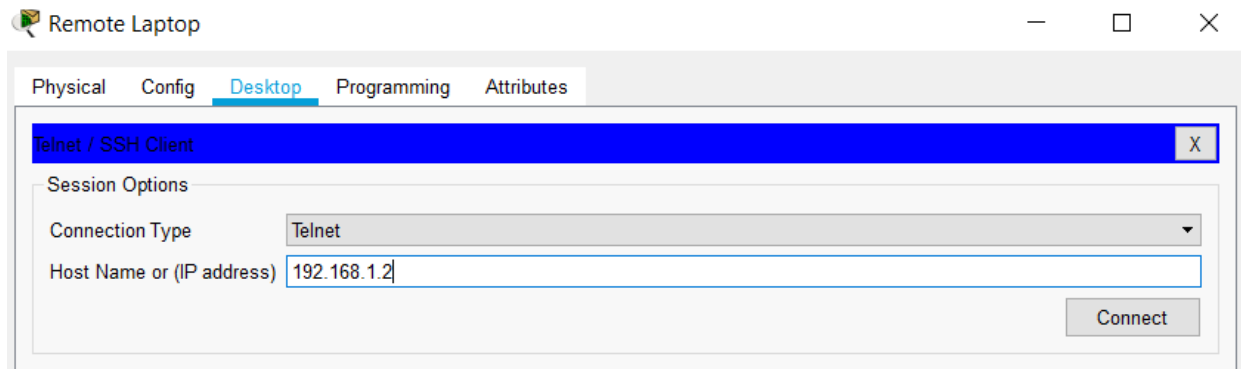 Remote Laptop
Physical Config Desktop Programming Attributes
Telnet / SSH Client X
Session Options
Connection Type Telnet
Host Name or (IP address) 192.168.1.2
Connect